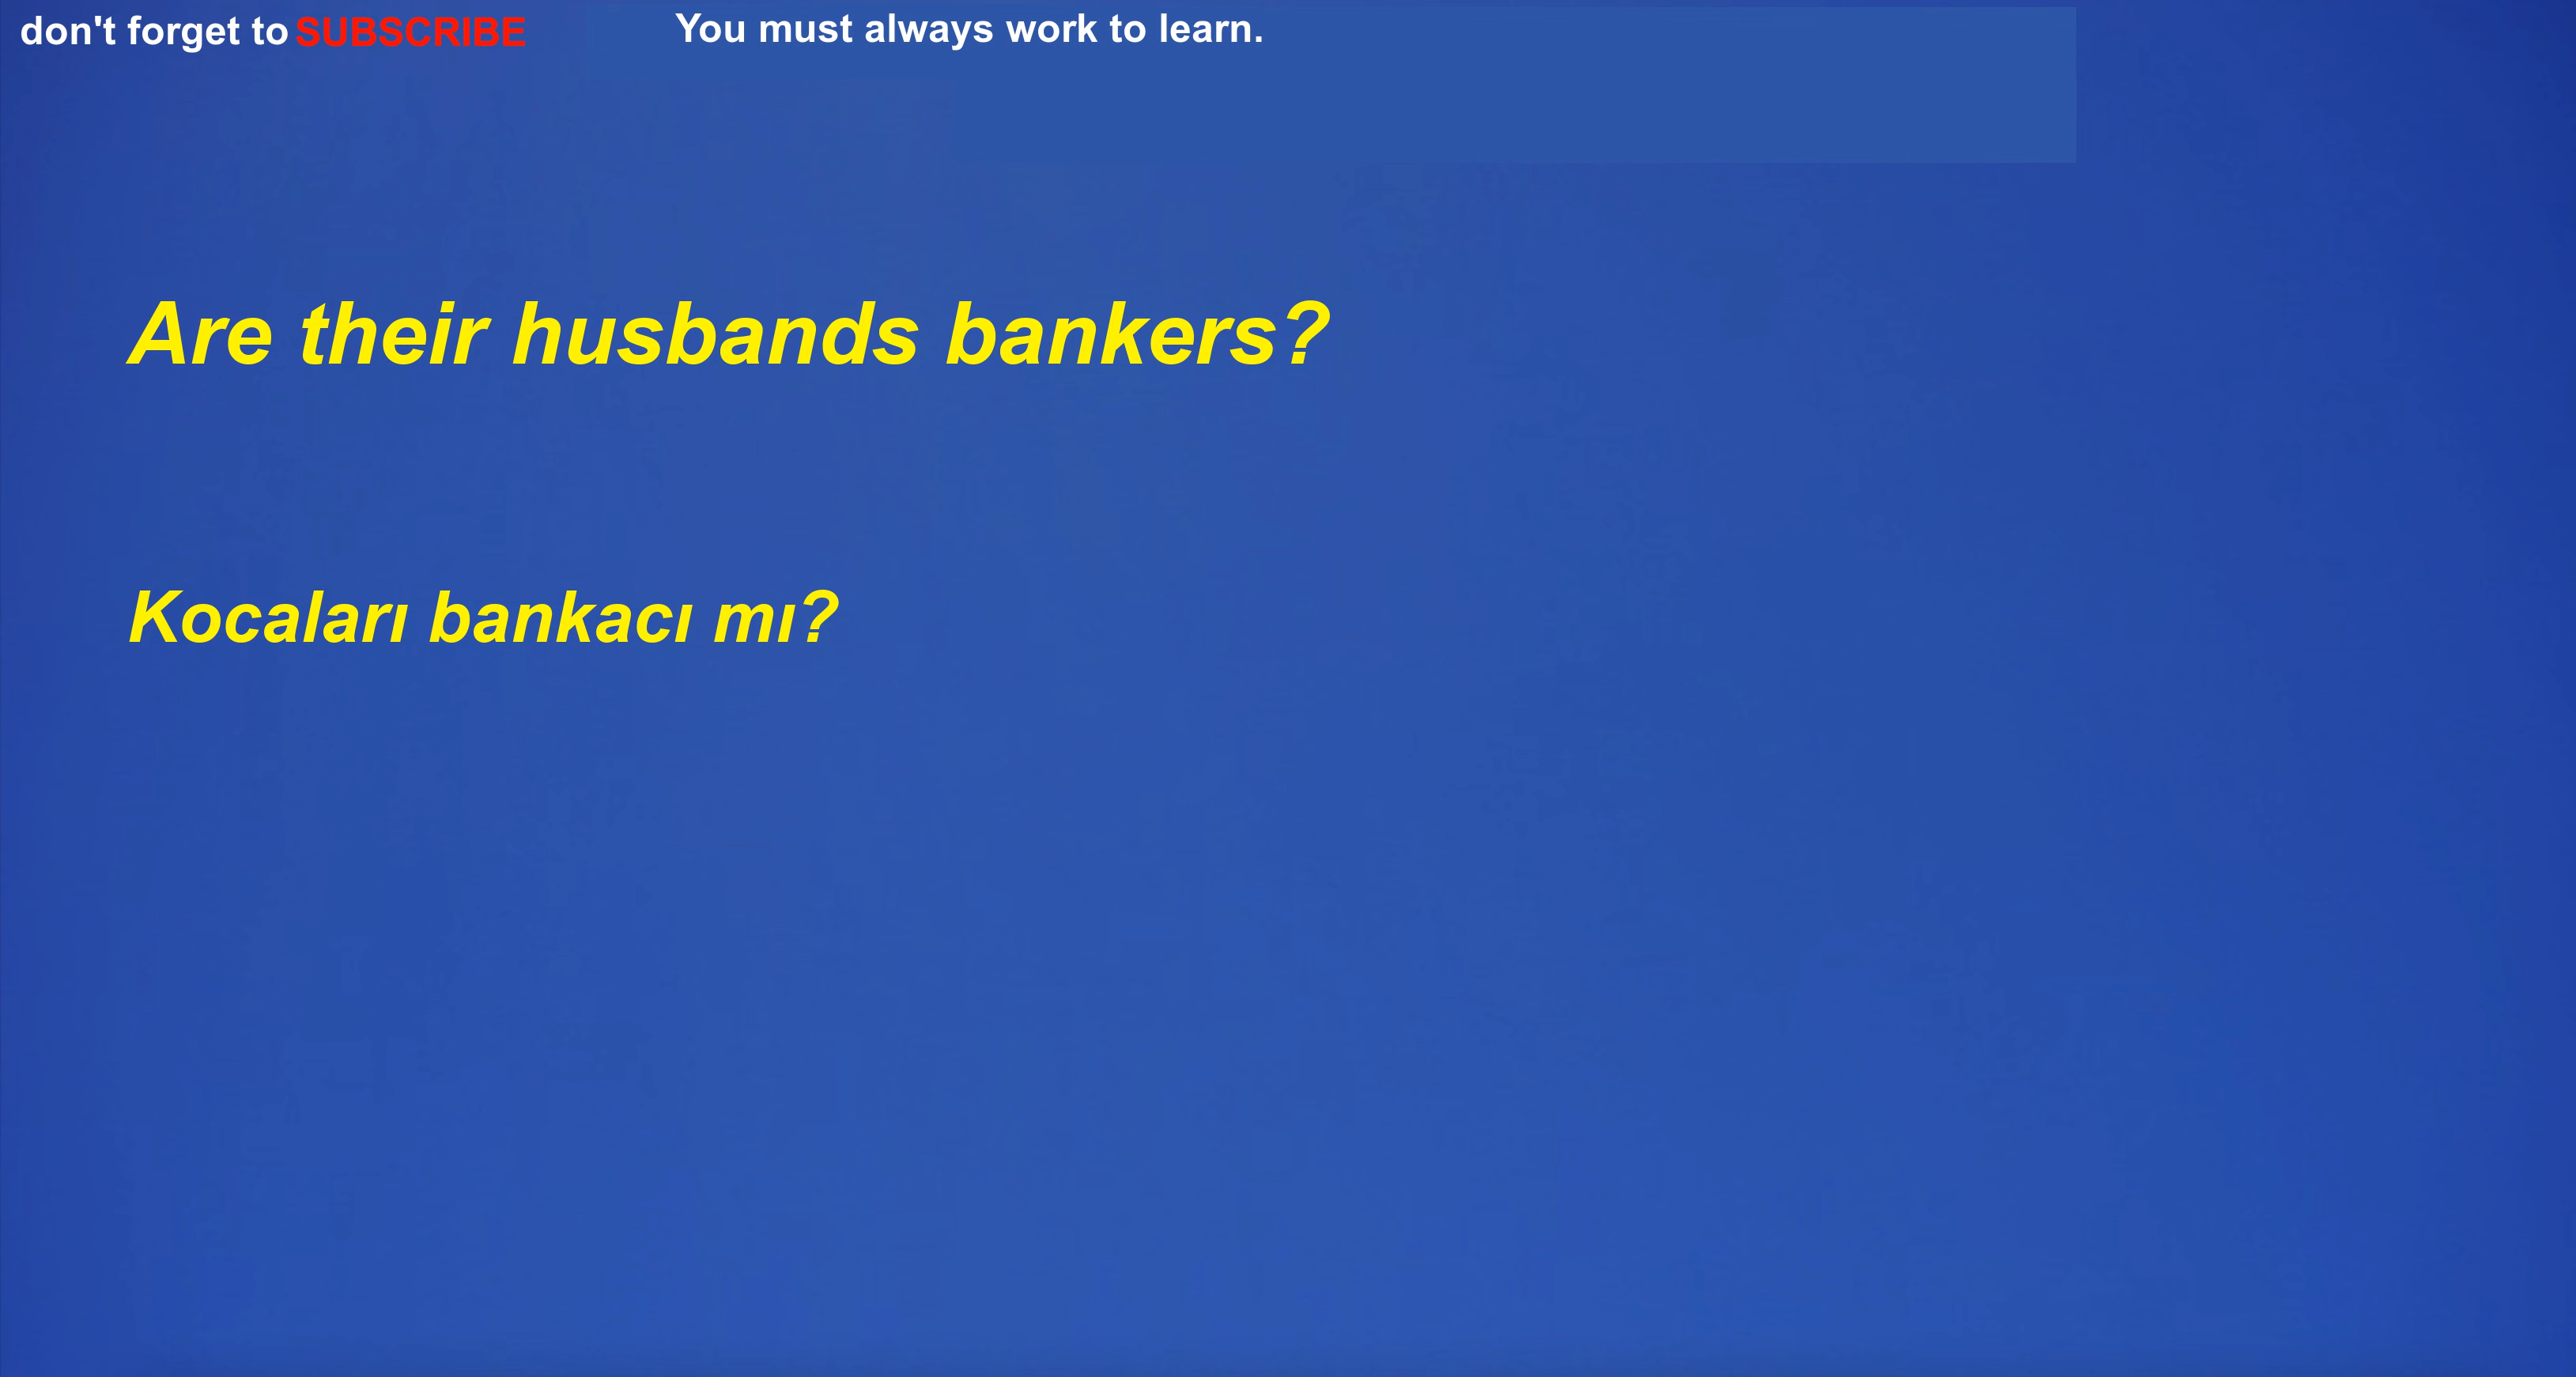 don't forget to SUBSCRIBE You must always work to learn.
Are their husbands bankers?
Kocaları bankacı mı?